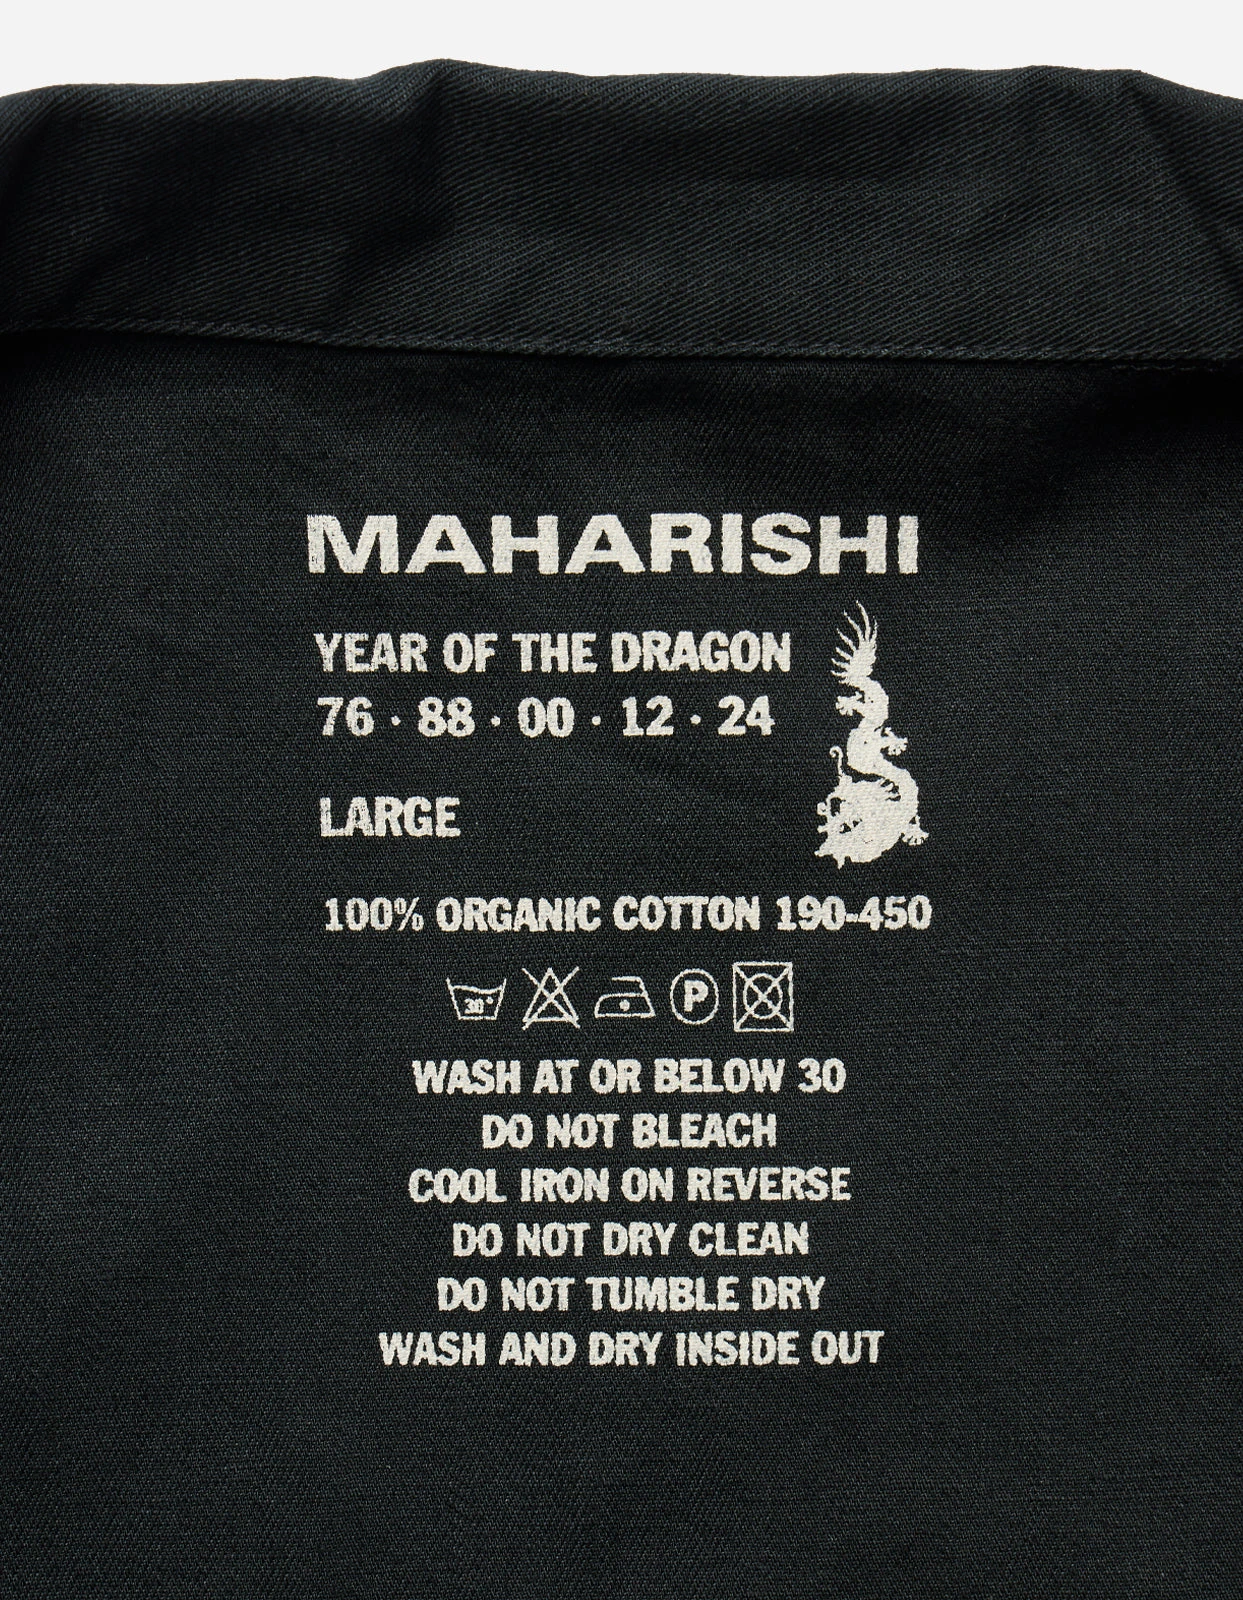 MAHARISHI
YEAR OF THE DRAGON
76 · 88 · 00 · 12 · 24
LARGE
100% ORGANIC COTTON 190-450
30° P
WASH AT OR BELOW 30
DO NOT BLEACH
COOL IRON ON REVERSE
DO NOT DRY CLEAN
DO NOT TUMBLE DRY
WASH AND DRY INSIDE OUT